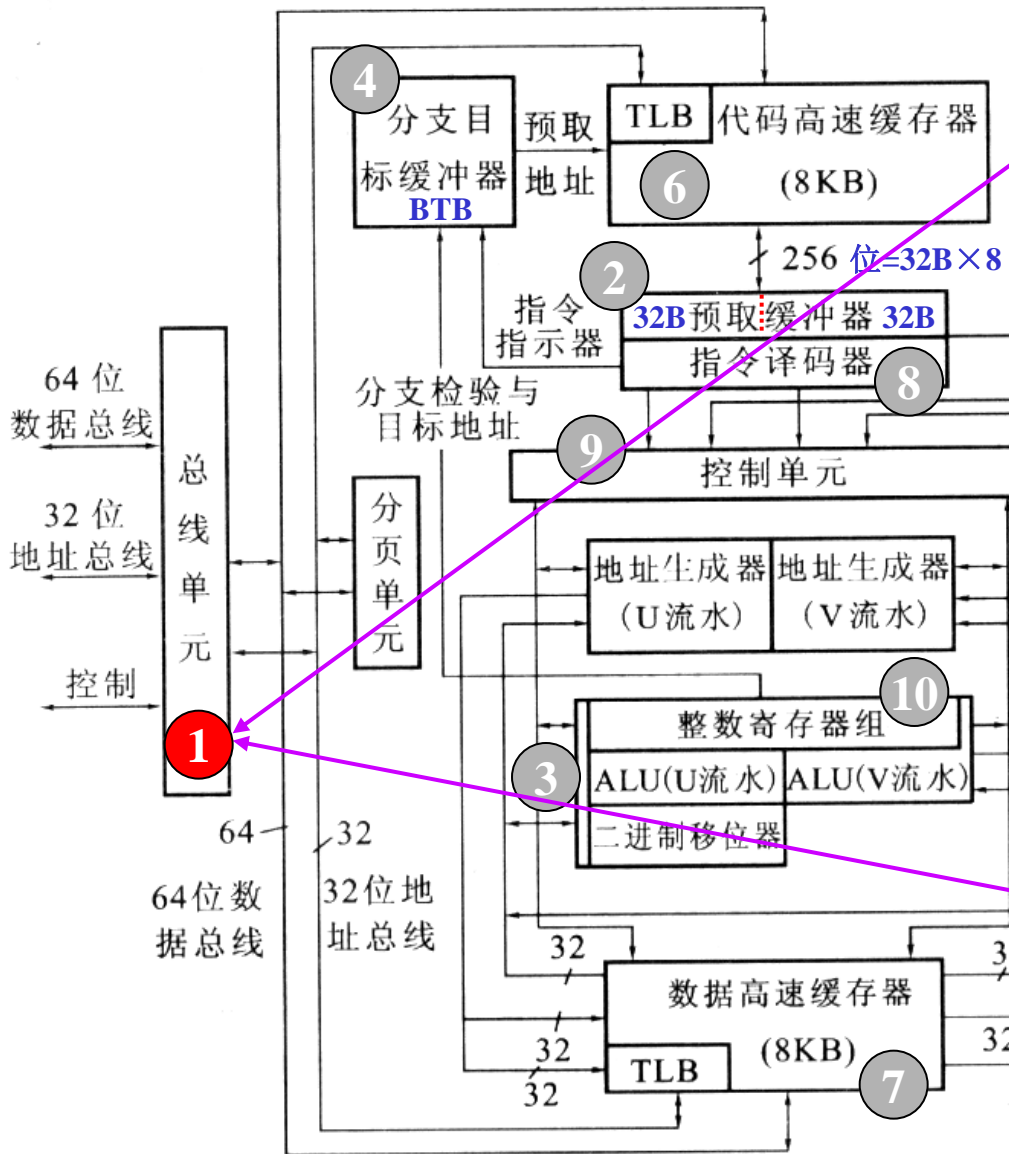 4
分支目
标缓冲器
BTB
预取
地址
TLB
代码高速缓存器
(8KB)
6
256 位=32B×8
2
32B 预取缓冲器 32B
指令译码器
8
指令
指示器
分支检验与
目标地址
9
控制单元
64 位
数据总线
32 位
地址总线
控制
总线单元
1
分页单元
地址生成器
(U流水)
地址生成器
(V流水)
10
整数寄存器组
3
ALU(U流水)
ALU(V流水)
二进制移位器
64
32
64位数
据总线
32位地
址总线
32
32
32
数据高速缓存器
(8KB)
TLB
7
3
32